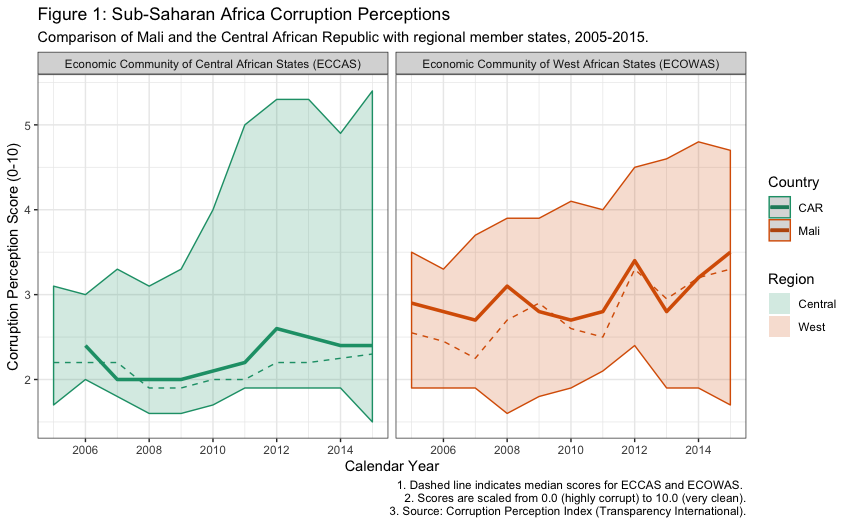 Figure 1: Sub-Saharan Africa Corruption Perceptions
Comparison of Mali and the Central African Republic with regional member states, 2005-2015.
Economic Community of Central African States (ECCAS)
Economic Community of West African States (ECOWAS)
Corruption Perception Score (0-10)
5
4
3
2
2006 2008 2010 2012 2014
2006 2008 2010 2012 2014
Calendar Year
Country
CAR
Mali
Region
Central
West
1. Dashed line indicates median scores for ECCAS and ECOWAS.
2. Scores are scaled from 0.0 (highly corrupt) to 10.0 (very clean).
3. Source: Corruption Perception Index (Transparency International).